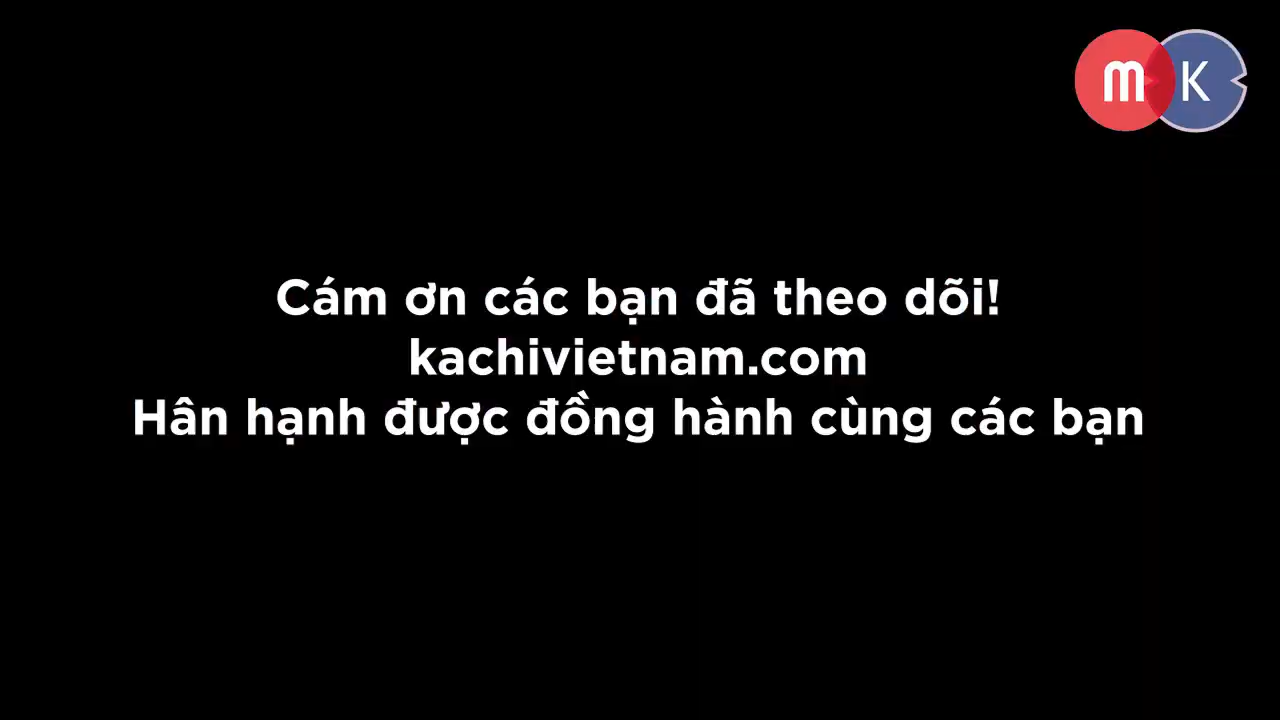 m K
Cám ơn các bạn đã theo dõi!
kachivietnam.com
Hân hạnh được đồng hành cùng các bạn